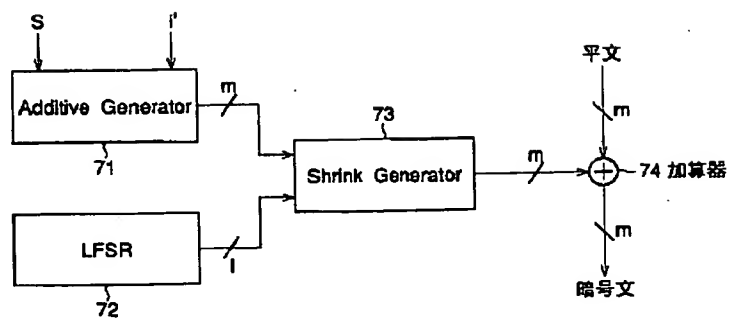 S
i'
平文
Additive Generator
m
71
73
m
Shrink Generator
m
74 加算器
LFSR
l
72
m
暗号文